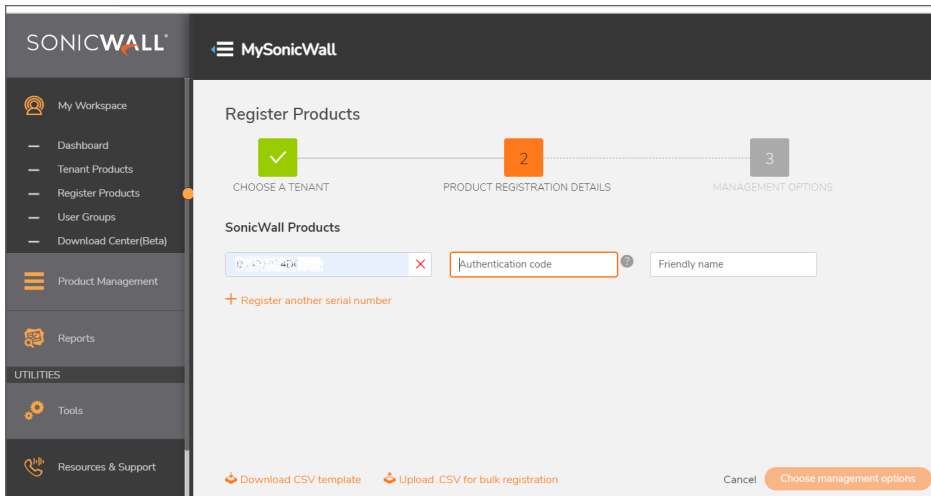 SONICWALL
MySonicWall
My Workspace
Dashboard
Tenant Products
Register Products
User Groups
Download Center(Beta)
Product Management
Reports
UTILITIES
Tools
Resources & Support
Register Products
2
3
CHOOSE A TENANT
PRODUCT REGISTRATION DETAILS
MANAGEMENT OPTIONS
SonicWall Products
Authentication code
?
Friendly name
+ Register another serial number
Download CSV template
Upload .CSV for bulk registration
Cancel
Choose management options